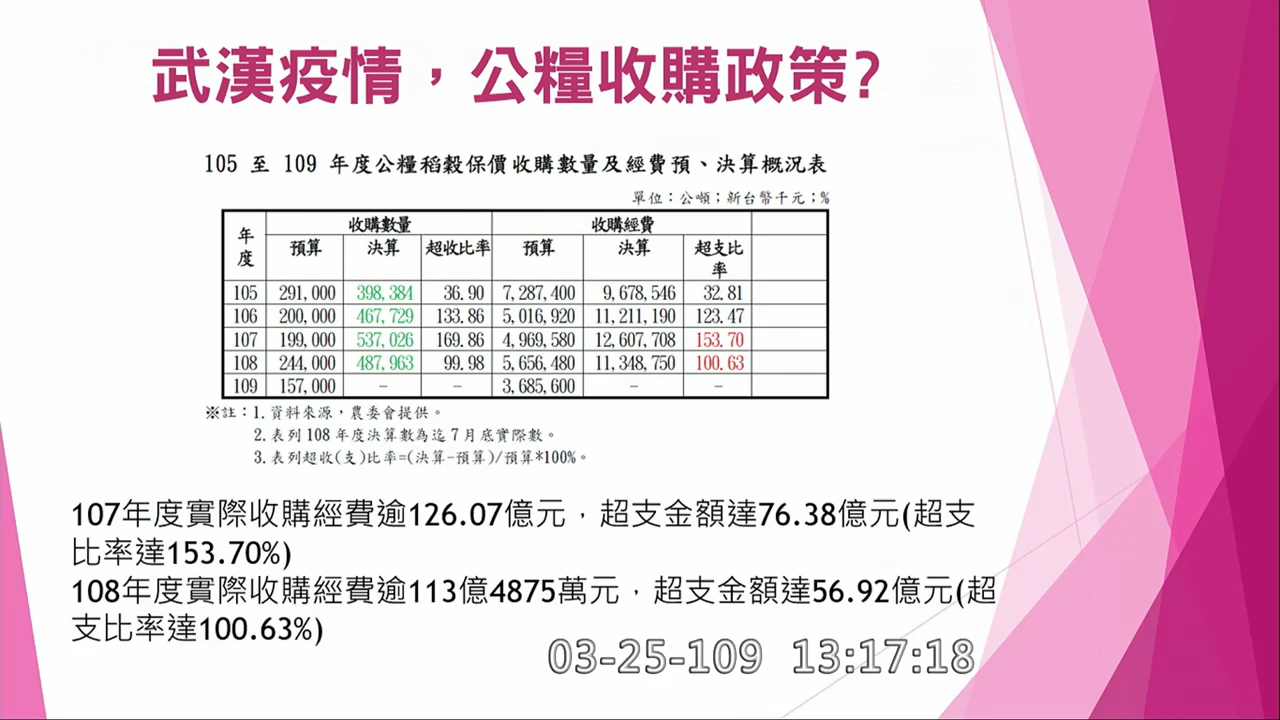 武漢疫情，公糧收購政策?
105 至 109 年度公糧稻穀保價收購數量及經費預、決算概況表
單位：公噸；新台幣千元；%
年度 收購數量 收購經費
預算 決算 超收比率 預算 決算 超支比率
105 291,000 398,384 36.90 7,287,400 9,678,546 32.81
106 200,000 467,729 133.86 5,016,920 11,211,190 123.47
107 199,000 537,026 169.86 4,969,580 12,607,708 153.70
108 244,000 487,963 99.98 5,656,480 11,348,750 100.63
109 157,000 － － 3,685,600 － －
※註：1.資料來源，農委會提供。
2.表列 108 年度決算數為迄 7 月底實際數。
3.表列超收(支)比率=(決算-預算)/預算*100%。
107年度實際收購經費逾126.07億元，超支金額達76.38億元(超支
比率達153.70%)
108年度實際收購經費逾113億4875萬元，超支金額達56.92億元(超
支比率達100.63%)
03-25-109 13:17:18